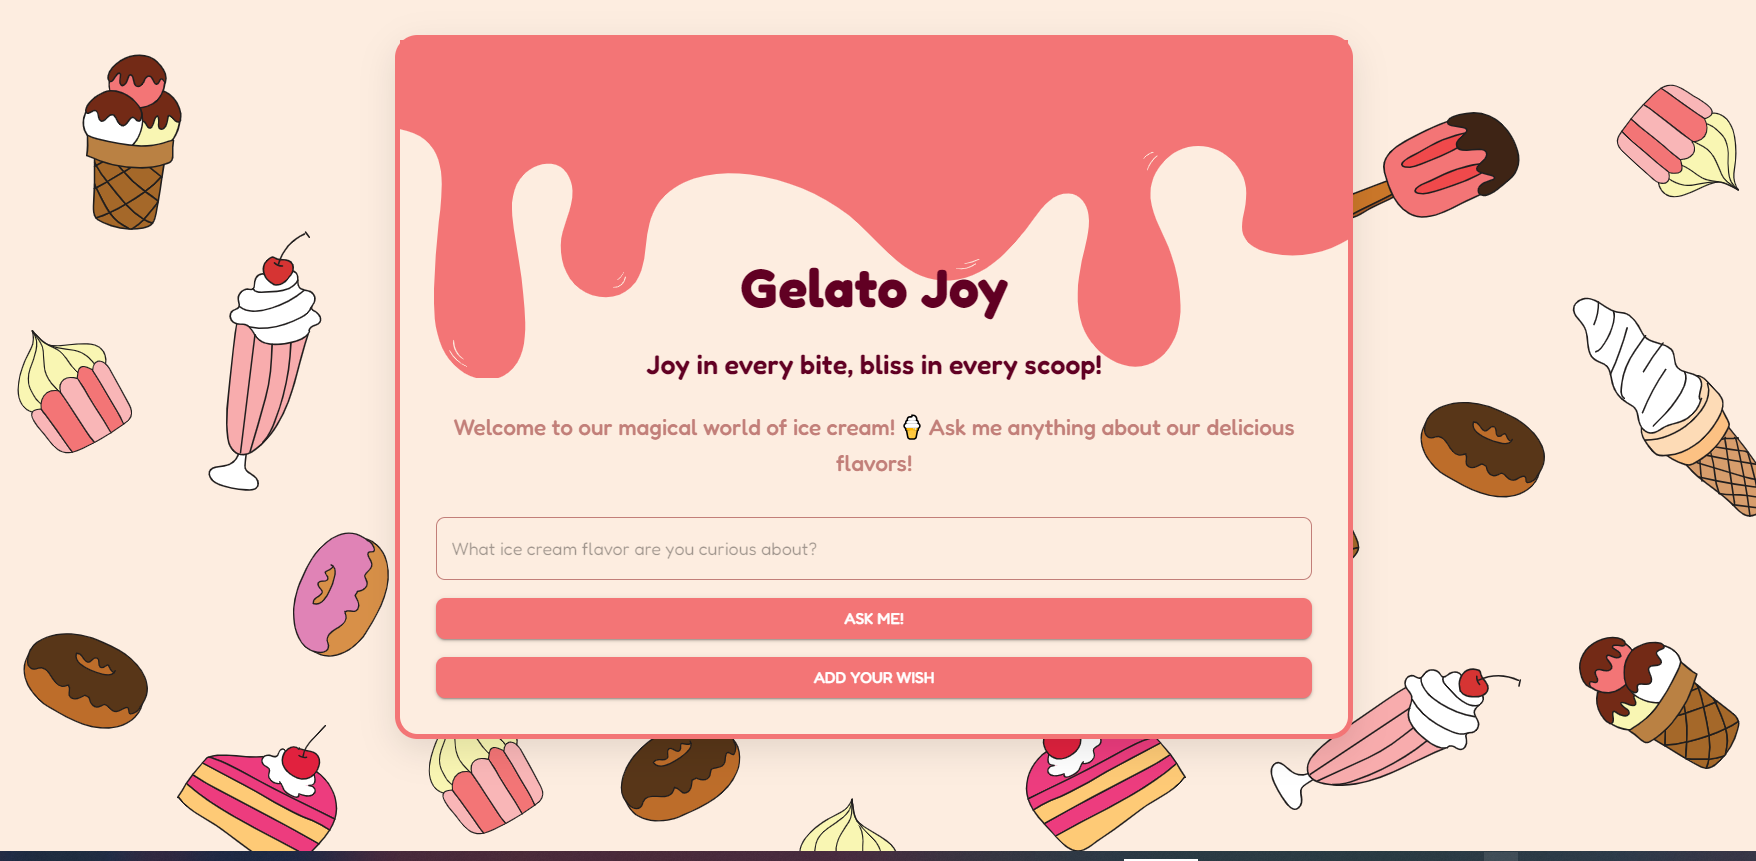 Gelato Joy
Joy in every bite, bliss in every scoop!
Welcome to our magical world of ice cream! 🍦 Ask me anything about our delicious
flavors!
What ice cream flavor are you curious about?
ASK ME!
ADD YOUR WISH